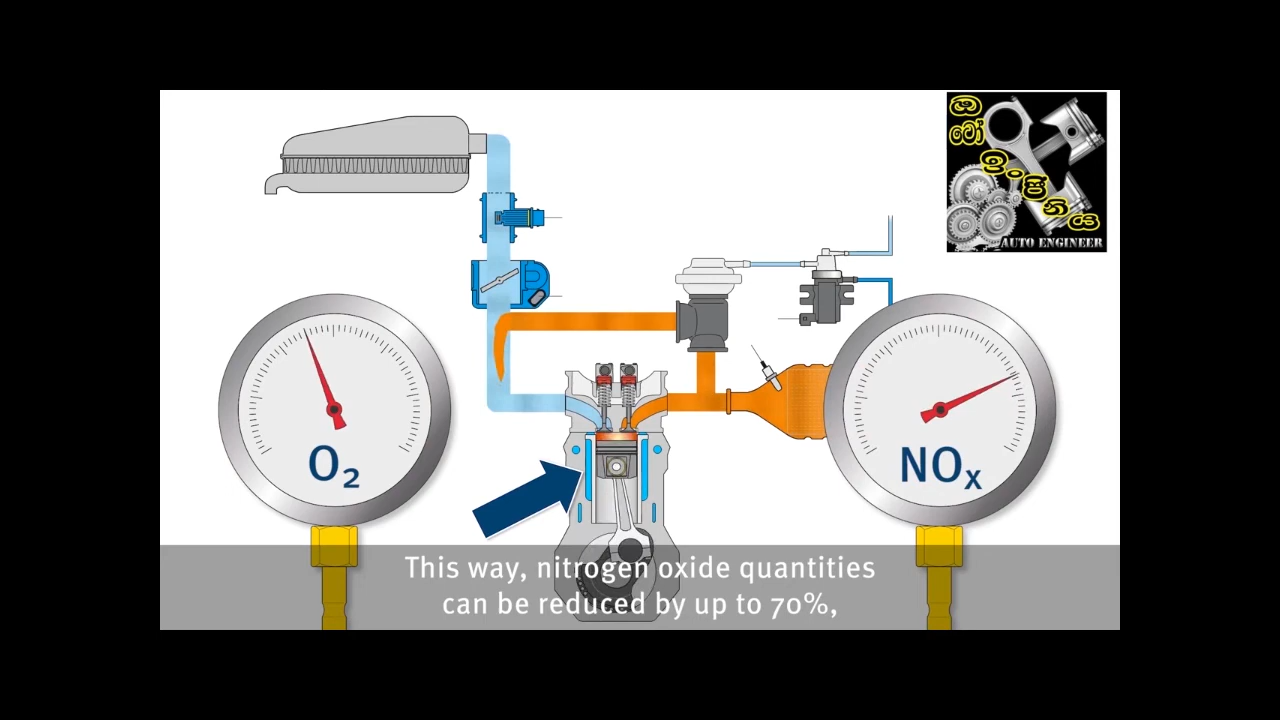 ඔ
ටෝ
ඉංජිනිය
AUTO ENGINEER
O₂
NOₓ
This way, nitrogen oxide quantities
can be reduced by up to 70%,